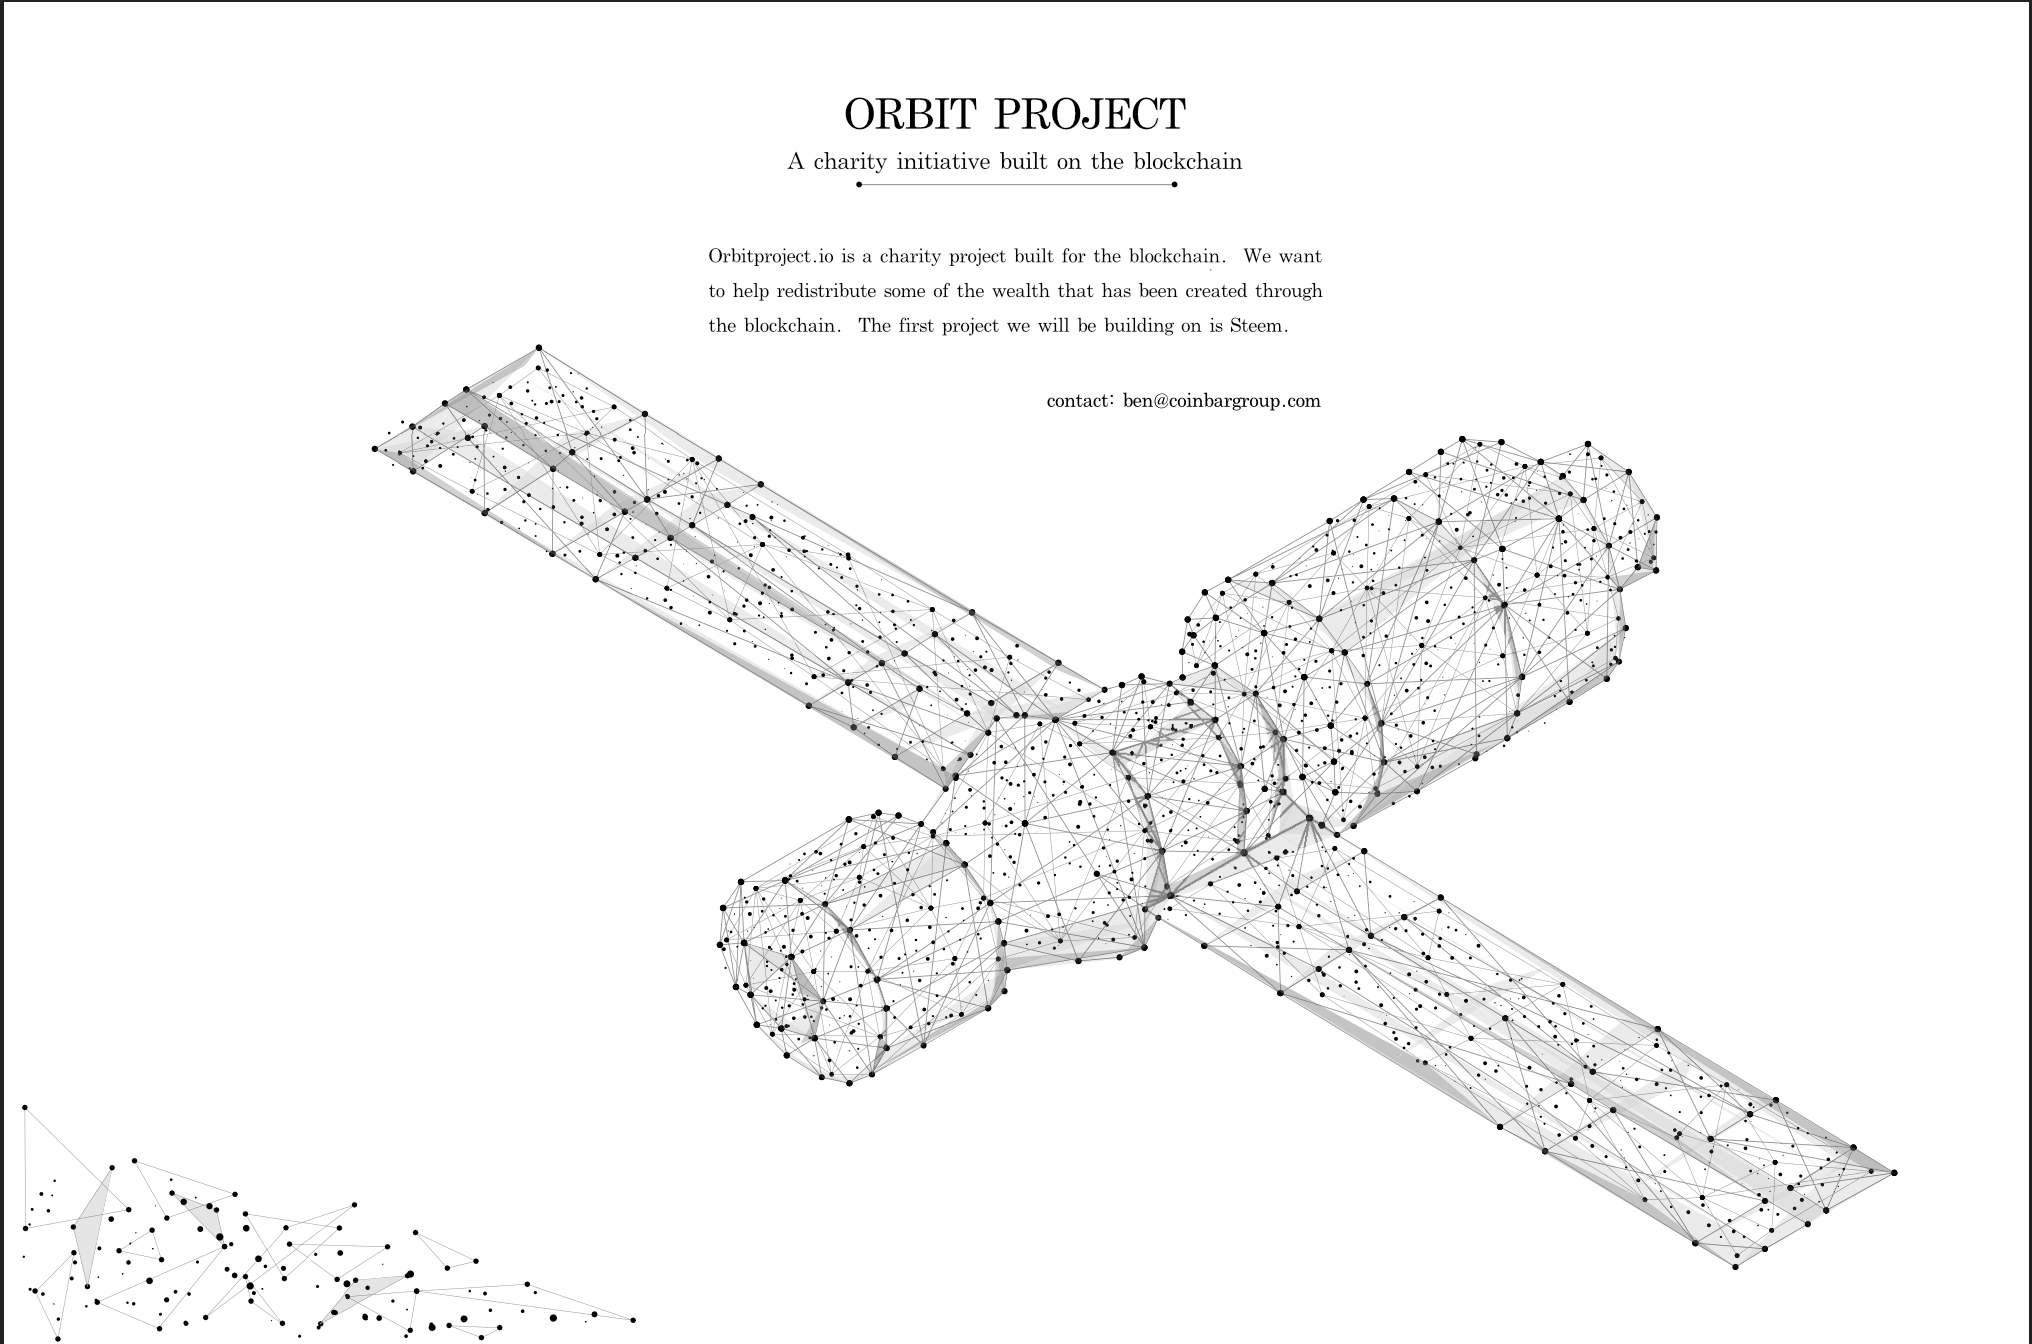 ORBIT PROJECT
A charity initiative built on the blockchain
Orbitproject.io is a charity project built for the blockchain.  We want
to help redistribute some of the wealth that has been created through
the blockchain.  The first project we will be building on is Steem.
contact: ben@coinbargroup.com